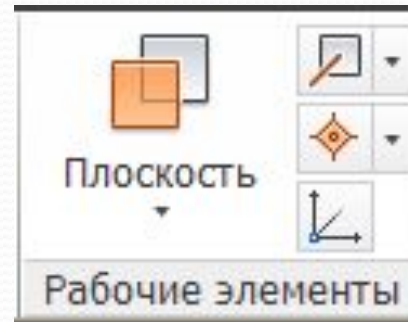 Плоскость
Рабочие элементы